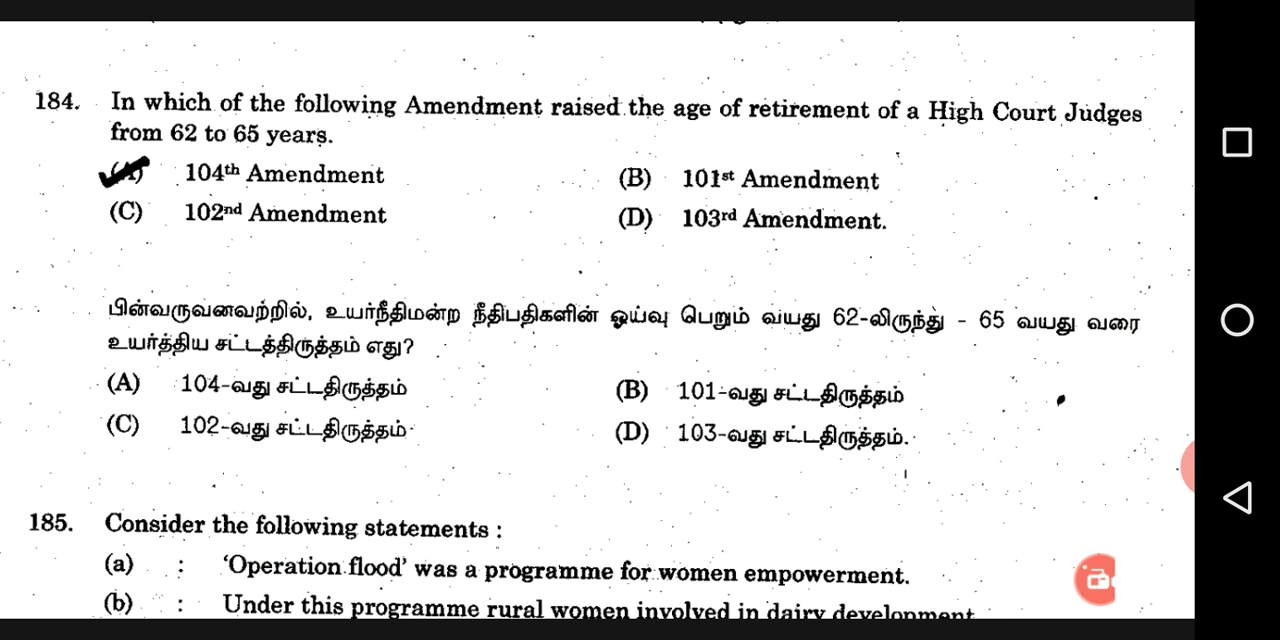 184. In which of the following Amendment raised the age of retirement of a High Court Judges
from 62 to 65 years.
(A) 104th Amendment (B) 101st Amendment
(C) 102nd Amendment (D) 103rd Amendment.
பின்வருவனவற்றில், உயர்நீதிமன்ற நீதிபதிகளின் ஓய்வு பெறும் வயது 62-லிருந்து - 65 வயது வரை
உயர்த்திய சட்டத்திருத்தம் எது?
(A) 104-வது சட்டதிருத்தம் (B) 101-வது சட்டதிருத்தம்
(C) 102-வது சட்டதிருத்தம் (D) 103-வது சட்டதிருத்தம்.
185. Consider the following statements :
(a) : ‘Operation flood’ was a programme for women empowerment.
(b) : Under this programme rural women involved in dairy development